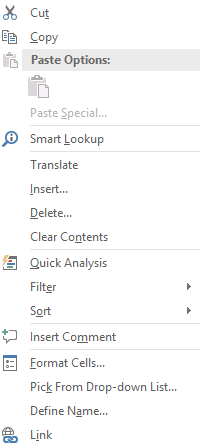 Cut
Copy
Paste Options:
Paste Special...
Smart Lookup
Translate
Insert...
Delete...
Clear Contents
Quick Analysis
Filter
Sort
Insert Comment
Format Cells...
Pick From Drop-down List...
Define Name...
Link